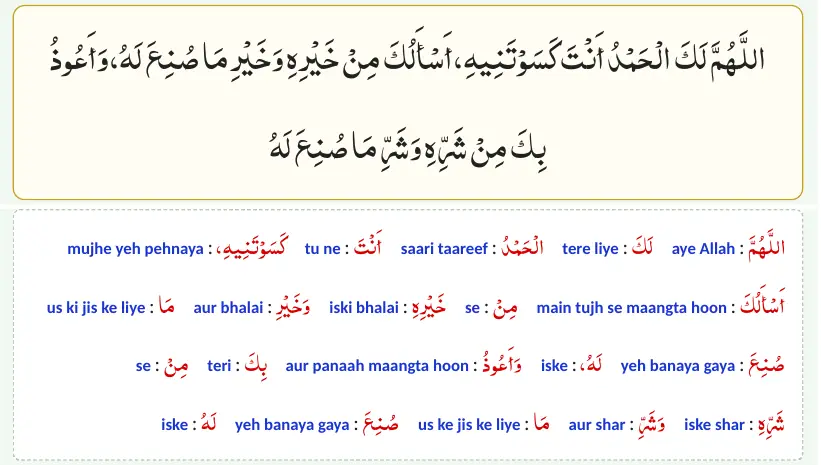 اللَّهُمَّ لَكَ الْحَمْدُ أَنْتَ كَسَوْتَنِيهِ، أَسْأَلُكَ مِنْ خَيْرِهِ وَخَيْرِ مَا صُنِعَ لَهُ، وَأَعُوذُ
بِكَ مِنْ شَرِّهِ وَشَرِّ مَا صُنِعَ لَهُ
اللَّهُمَّ : aye Allah لَكَ : tere liye الْحَمْدُ : saari taareef أَنْتَ : tu ne كَسَوْتَنِيهِ، : mujhe yeh pehnaya
أَسْأَلُكَ : main tujh se maangta hoon مِنْ : se خَيْرِهِ : iski bhalai وَخَيْرِ : aur bhalai مَا : us ki jis ke liye
صُنِعَ : yeh banaya gaya لَهُ، : iske وَأَعُوذُ : aur panaah maangta hoon بِكَ : teri مِنْ : se
شَرِّهِ : iske shar وَشَرِّ : aur shar مَا : us ke jis ke liye صُنِعَ : yeh banaya gaya لَهُ : iske